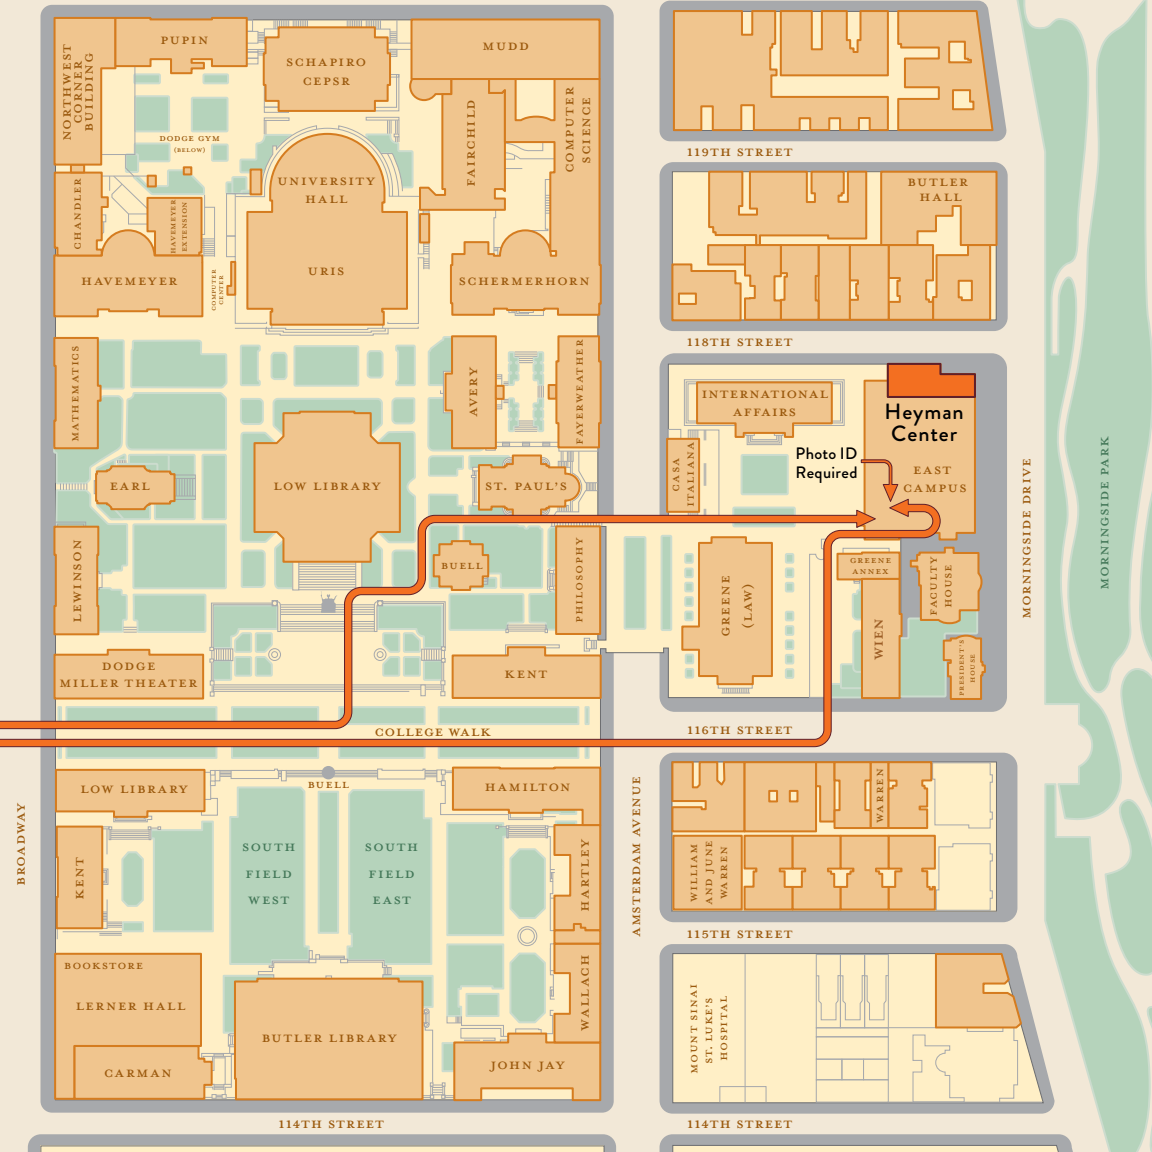 PUPIN
NORTHWEST
CORNER
BUILDING
SCHAPIRO
CEPSR
MUDD
COMPUTER
SCIENCE
FAIRCHILD
DODGE GYM
(BELOW)
UNIVERSITY
HALL
CHANDLER
HAVEMEYER
EXTENSION
URIS
HAVEMEYER
COMPUTER
CENTER
SCHERMERHORN
119TH STREET
BUTLER
HALL
118TH STREET
MATHEMATICS
AVERY
FAYERWEATHER
INTERNATIONAL
AFFAIRS
Heyman
Center
Photo ID
Required
CASA
ITALIANA
EAST
CAMPUS
EARL
LOW LIBRARY
ST. PAUL'S
MORNINGSIDE DRIVE
MORNINGSIDE PARK
LEWINSON
BUELL
PHILOSOPHY
GREENE
(LAW)
GREENE
ANNEX
FACULTY
HOUSE
WIEN
PRESIDENT'S
HOUSE
DODGE
MILLER THEATER
KENT
COLLEGE WALK
116TH STREET
LOW LIBRARY
BUELL
HAMILTON
BROADWAY
AMSTERDAM AVENUE
WARREN
WILLIAM
AND JUNE
WARREN
KENT
SOUTH
FIELD
WEST
SOUTH
FIELD
EAST
HARTLEY
115TH STREET
BOOKSTORE
LERNER HALL
WALLACH
MOUNT SINAI
ST. LUKE'S
HOSPITAL
BUTLER LIBRARY
CARMAN
JOHN JAY
114TH STREET
114TH STREET